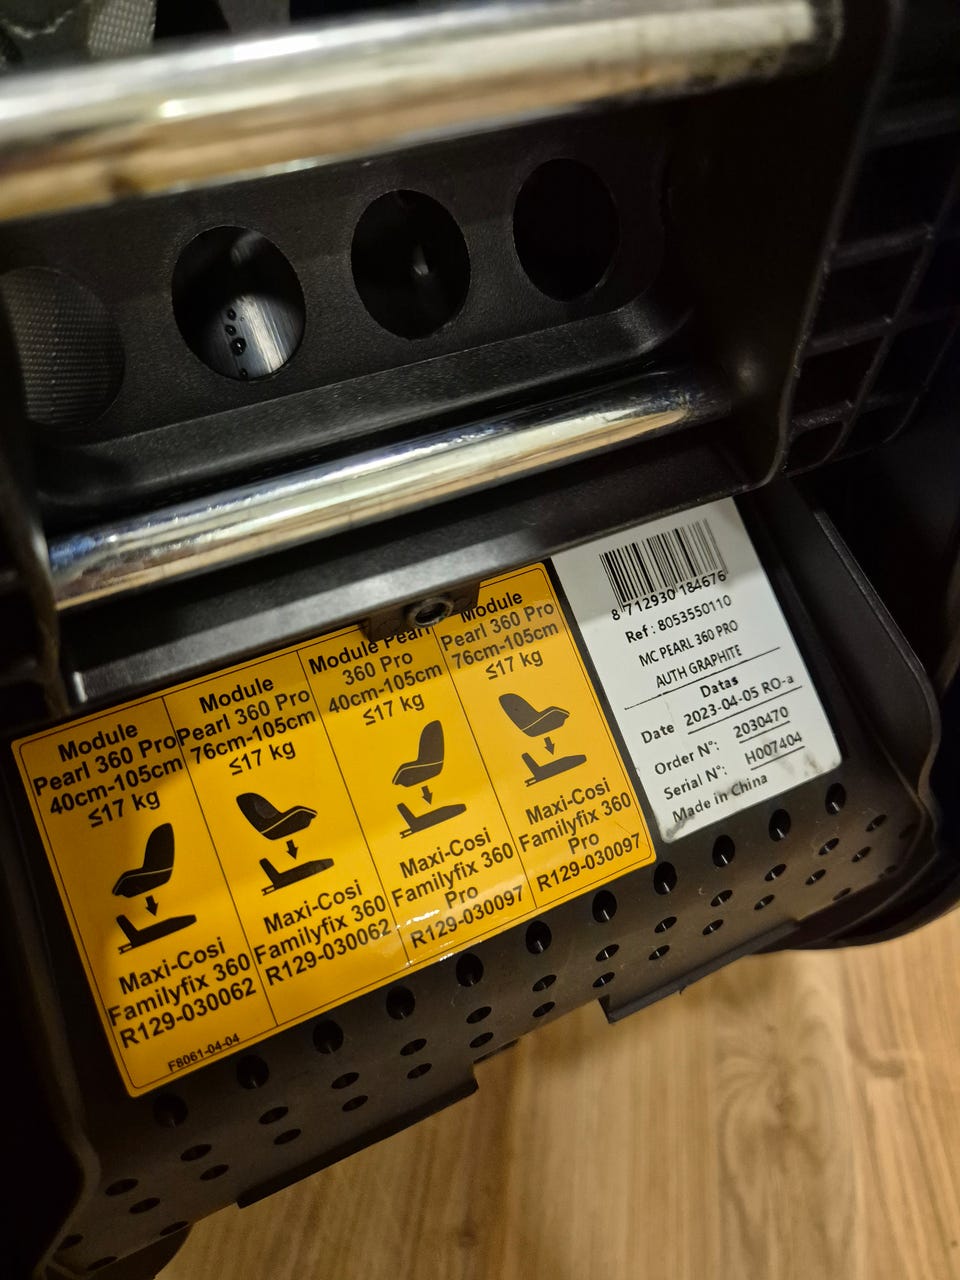 Module
Pearl 360 Pro
40cm-105cm
≤17 kg
Maxi-Cosi
Familyfix 360
R129-030062
F8061-04-04
Module
Pearl 360 Pro
76cm-105cm
≤17 kg
Maxi-Cosi
Familyfix 360
R129-030062
Module Pearl
360 Pro
40cm-105cm
≤17 kg
Maxi-Cosi
Familyfix 360
Pro
R129-030097
Module
Pearl 360 Pro
76cm-105cm
≤17 kg
Maxi-Cosi
Familyfix 360
Pro
R129-030097
8 712930 184676
Ref : 8053550110
MC PEARL 360 PRO
AUTH GRAPHITE
Datas
Date 2023-04-05 RO-a
Order N°: 2030470
Serial N°: H007404
Made in China